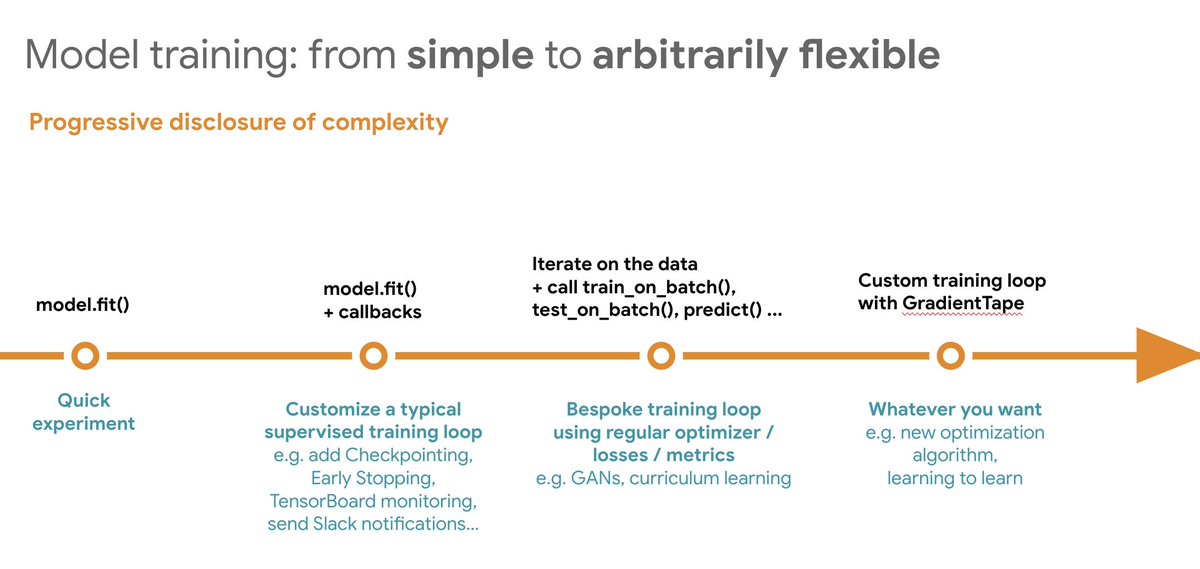 Model training: from simple to arbitrarily flexible
Progressive disclosure of complexity
model.fit()
model.fit()
+ callbacks
Iterate on the data
+ call train_on_batch(),
test_on_batch(), predict() ...
Custom training loop
with GradientTape
Quick
experiment
Customize a typical
supervised training loop
e.g. add Checkpointing,
Early Stopping,
TensorBoard monitoring,
send Slack notifications...
Bespoke training loop
using regular optimizer /
losses / metrics
e.g. GANs, curriculum learning
Whatever you want
e.g. new optimization
algorithm,
learning to learn